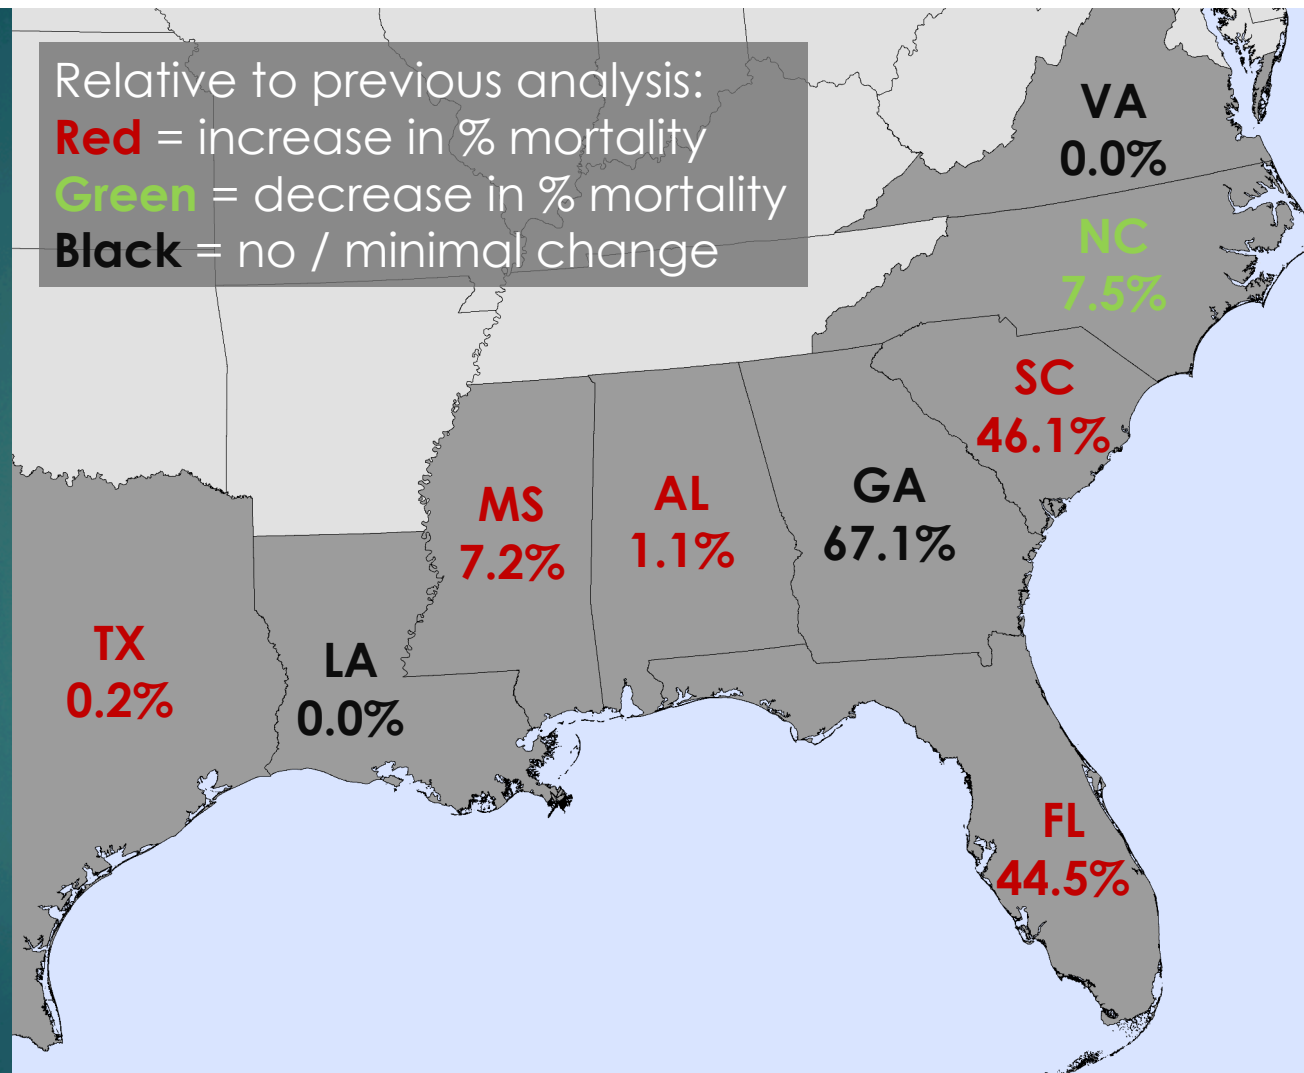 Relative to previous analysis:
Red = increase in % mortality
Green = decrease in % mortality
Black = no / minimal change
VA
0.0%
NC
7.5%
SC
46.1%
GA
67.1%
AL
1.1%
MS
7.2%
LA
0.0%
TX
0.2%
FL
44.5%